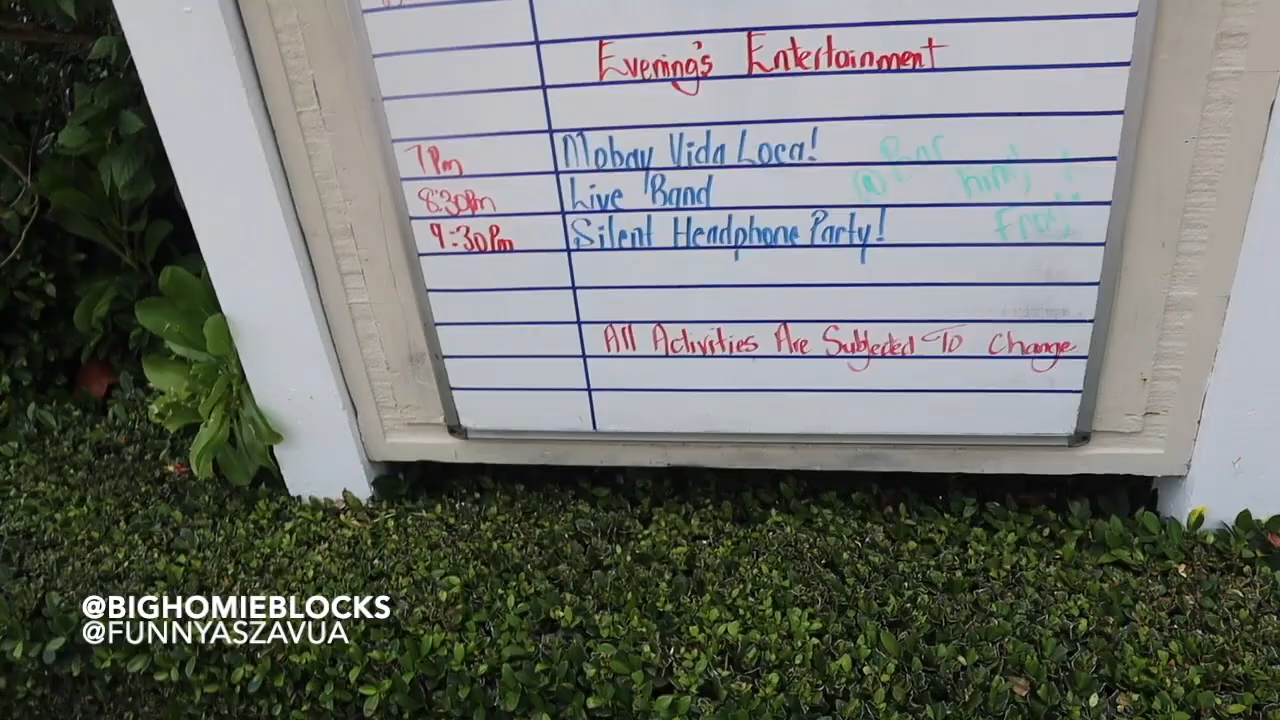 Evening's Entertainment
7Pm Mobay Vida Loca!
8:30Pm Live Band
9:30Pm Silent Headphone Party!
@ Bar
All Activities Are Subjected To Change
@BIGHOMIEBLOCKS
@FUNNYASZAVUA